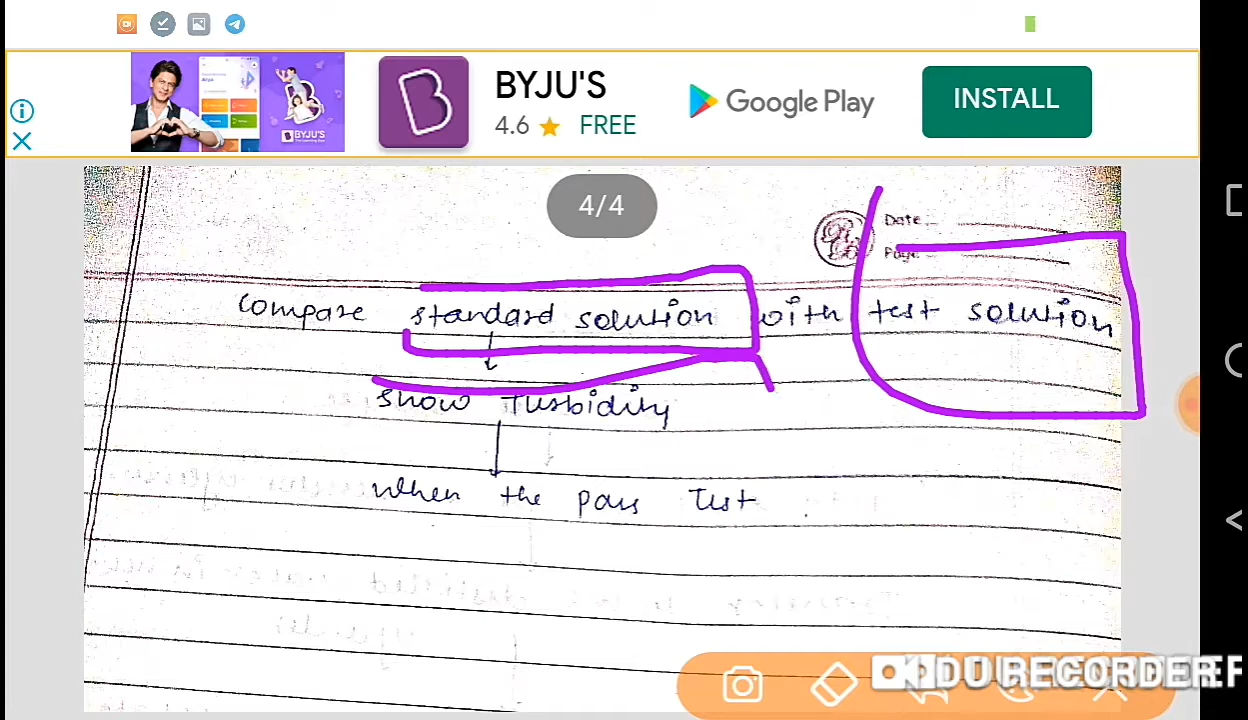 BYJU'S
4.6 ★ FREE
Google Play
INSTALL
BYJU'S
4/4
Date
Page
Compare standard solution with test solution
show Turbidity
when the pass Test .
DU RECORDER